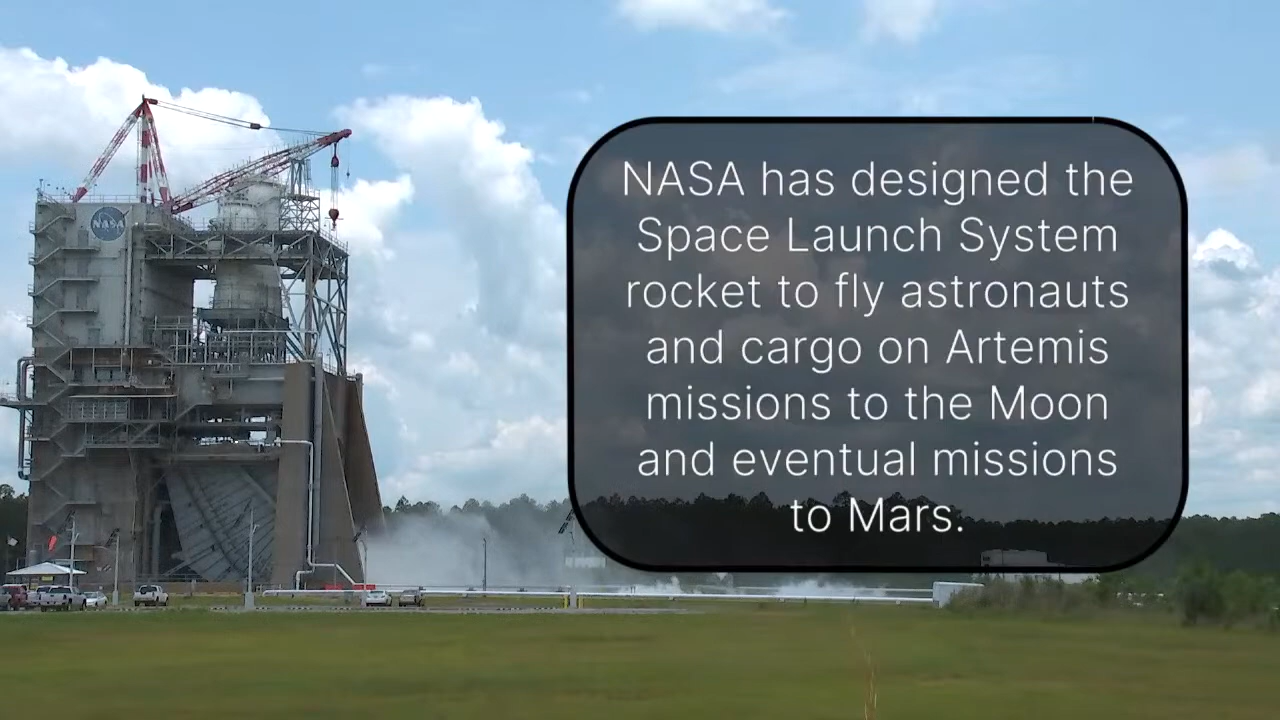 NASA
NASA has designed the
Space Launch System
rocket to fly astronauts
and cargo on Artemis
missions to the Moon
and eventual missions
to Mars.